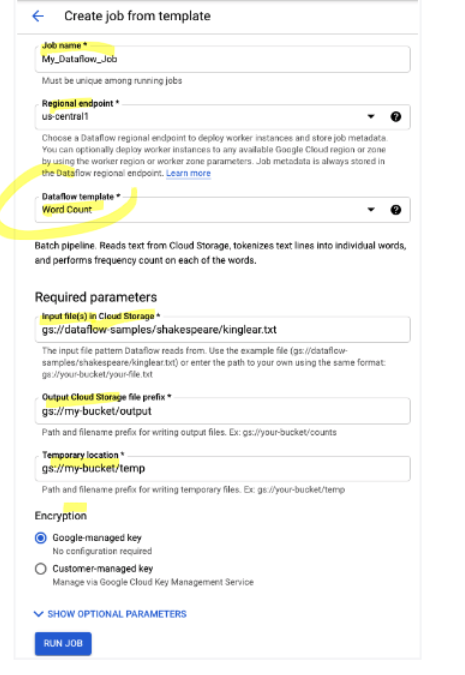 Create job from template
Job name *
My_Dataflow_Job
Must be unique among running jobs
Regional endpoint *
us-central1
Choose a Dataflow regional endpoint to deploy worker instances and store job metadata.
You can optionally deploy worker instances to any available Google Cloud region or zone
by using the worker region or worker zone parameters. Job metadata is always stored in
the Dataflow regional endpoint. Learn more
Dataflow template *
Word Count
Batch pipeline. Reads text from Cloud Storage, tokenizes text lines into individual words,
and performs frequency count on each of the words.
Required parameters
Input file(s) in Cloud Storage *
gs://dataflow-samples/shakespeare/kinglear.txt
The input file pattern Dataflow reads from. Use the example file (gs://dataflow-
samples/shakespeare/kinglear.txt) or enter the path to your own using the same format:
gs://your-bucket/your-file.txt
Output Cloud Storage file prefix *
gs://my-bucket/output
Path and filename prefix for writing output files. Ex: gs://your-bucket/counts
Temporary location *
gs://my-bucket/temp
Path and filename prefix for writing temporary files. Ex: gs://your-bucket/temp
Encryption
Google-managed key
No configuration required
Customer-managed key
Manage via Google Cloud Key Management Service
SHOW OPTIONAL PARAMETERS
RUN JOB